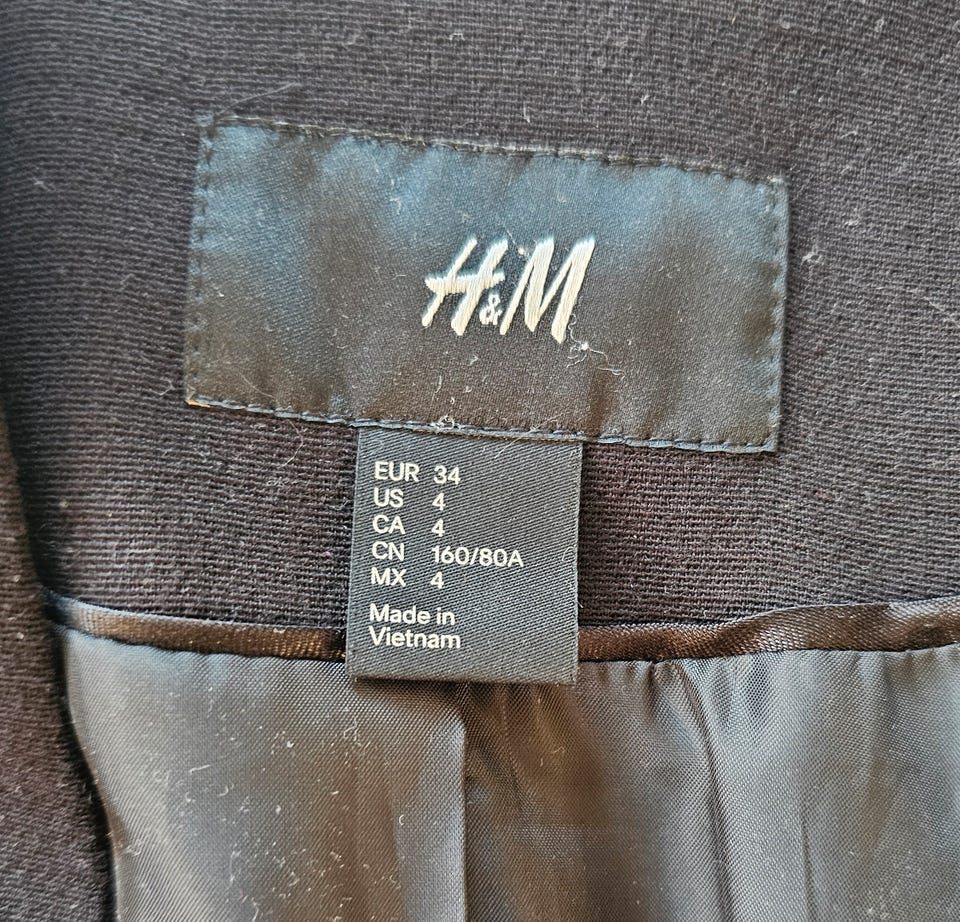 H&M
EUR 34
US 4
CA 4
CN 160/80A
MX 4
Made in
Vietnam